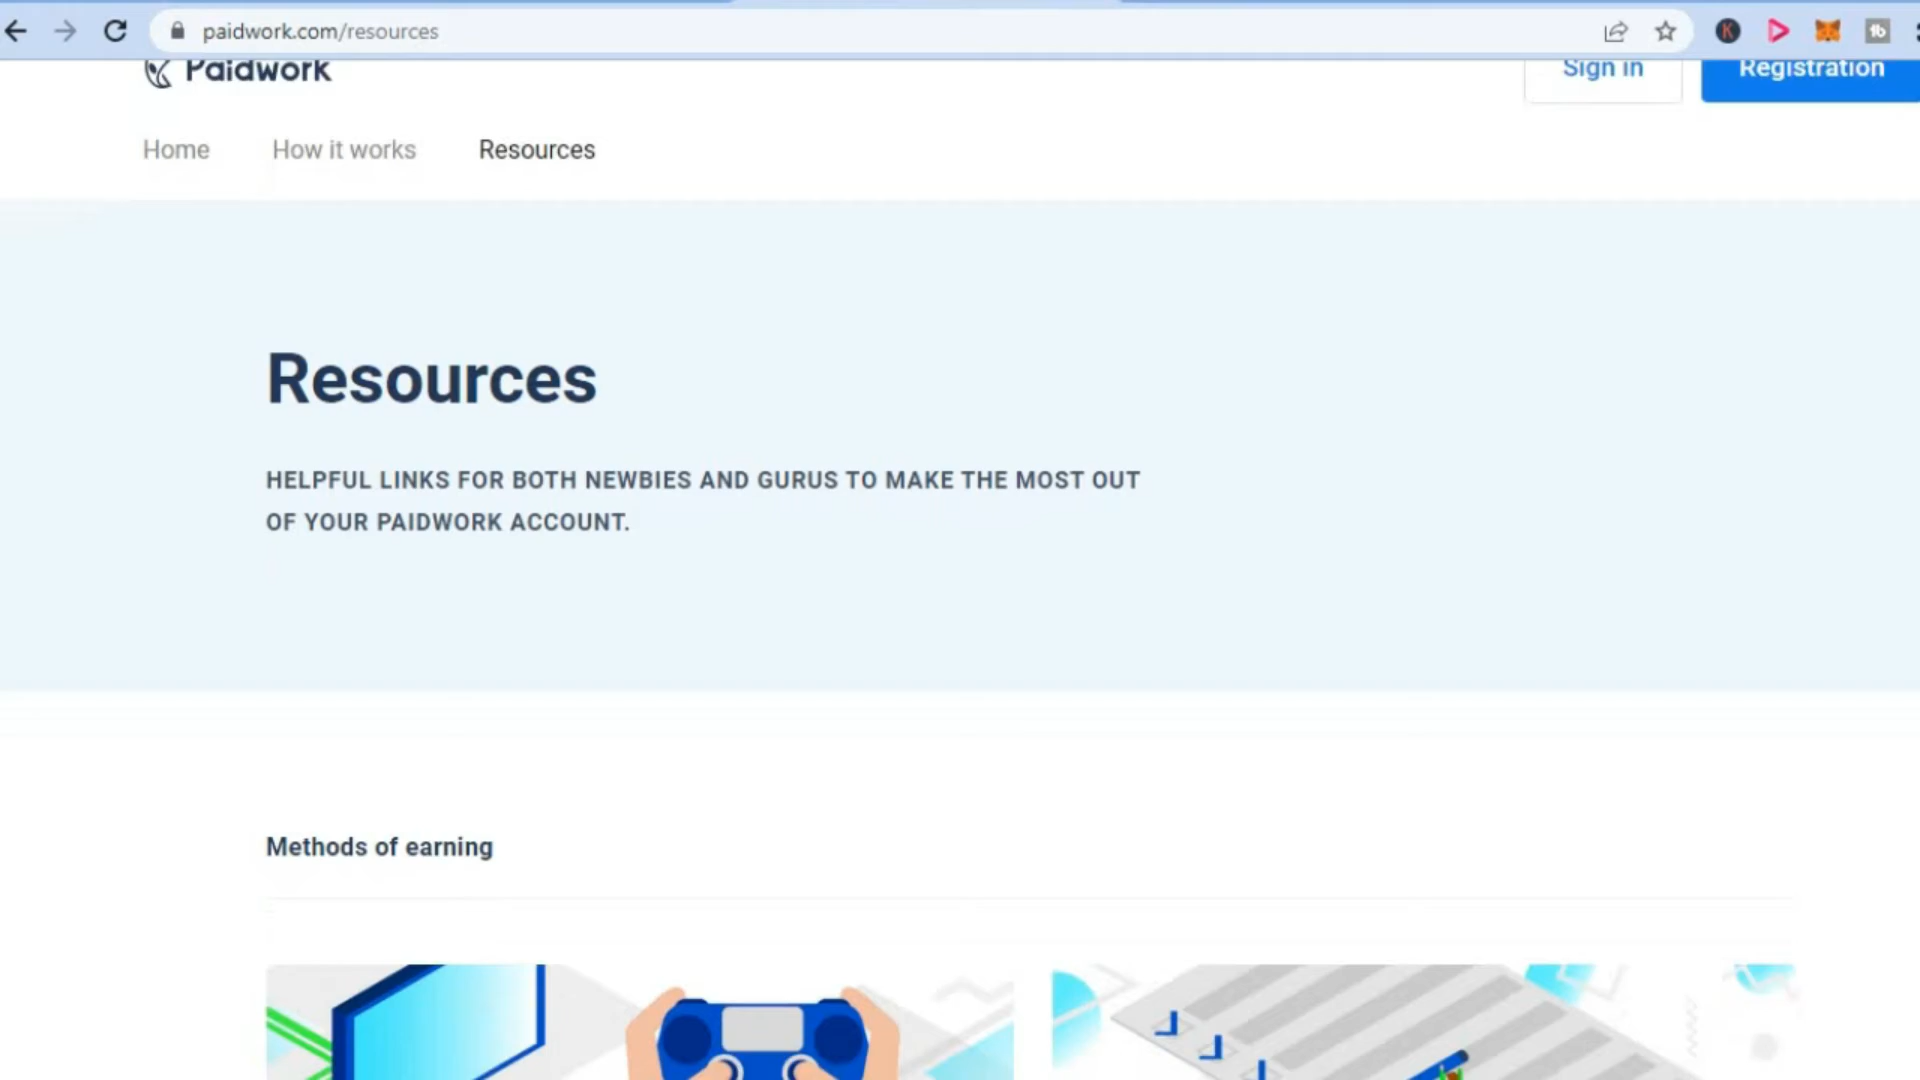 paidwork.com/resources
K
tb
Paidwork
Sign in
Registration
Home
How it works
Resources
Resources
HELPFUL LINKS FOR BOTH NEWBIES AND GURUS TO MAKE THE MOST OUT
OF YOUR PAIDWORK ACCOUNT.
Methods of earning